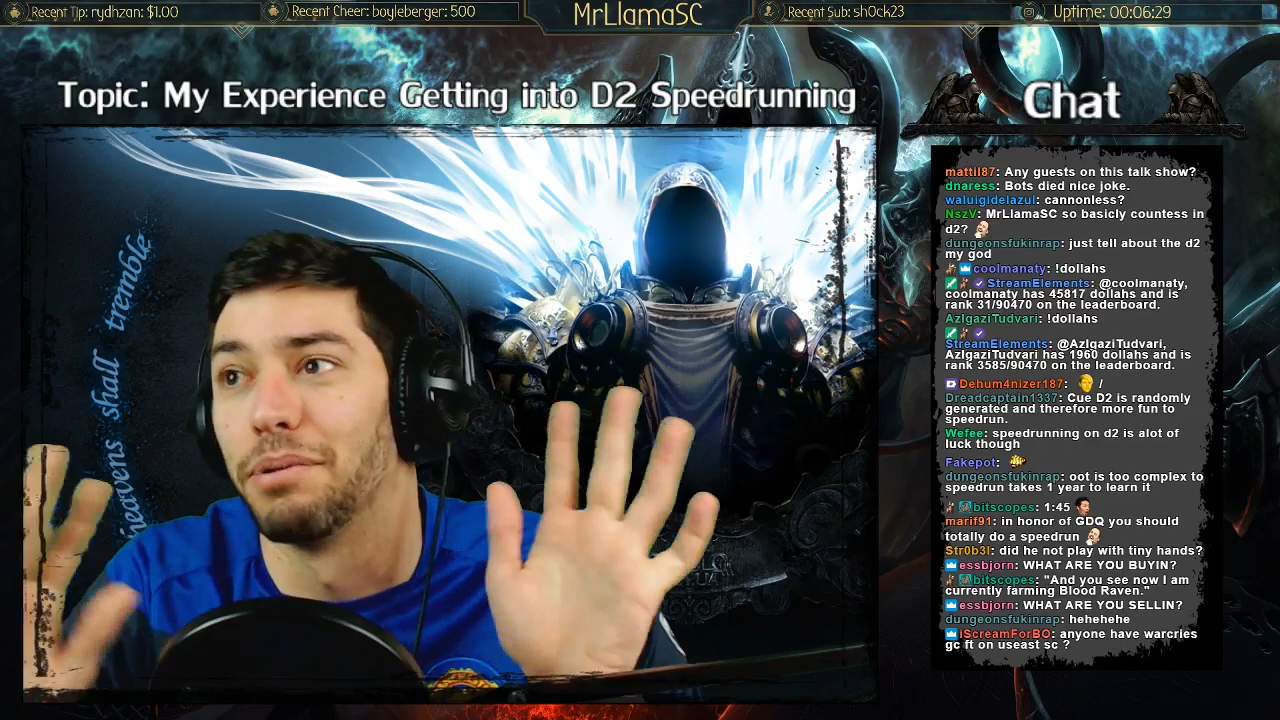 Recent Tip: rydhzan: $1.00
Recent Cheer: boyleberger: 500
MrLlamaSC
Recent Sub: sh0ck23
Uptime: 00:06:29
Topic: My Experience Getting into D2 Speedrunning
Chat
heavens shall tremble
mattil87: Any guests on this talk show?
dnaress: Bots died nice joke.
waluigidelazul: cannonless?
NszV: MrLlamaSC so basicly countess in
d2?
dungeonsfukinrap: just tell about the d2
my god
coolmanaty: !dollahs
StreamElements: @coolmanaty,
coolmanaty has 45817 dollahs and is
rank 31/90470 on the leaderboard.
AzIgaziTudvari: !dollahs
StreamElements: @AzIgaziTudvari,
AzIgaziTudvari has 1960 dollahs and is
rank 3585/90470 on the leaderboard.
Dehum4nizer187: /
Dreadcaptain1337: Cue D2 is randomly
generated and therefore more fun to
speedrun.
Wefee: speedrunning on d2 is alot of
luck though
Fakepot:
dungeonsfukinrap: oot is too complex to
speedrun takes 1 year to learn it
bitscopes: 1:45
marif91: in honor of GDQ you should
totally do a speedrun
Str0b3l: did he not play with tiny hands?
essbjorn: WHAT ARE YOU BUYIN?
bitscopes: "And you see now I am
currently farming Blood Raven."
essbjorn: WHAT ARE YOU SELLIN?
dungeonsfukinrap: hehehehe
IScreamForBO: anyone have warcries
gc ft on useast sc ?